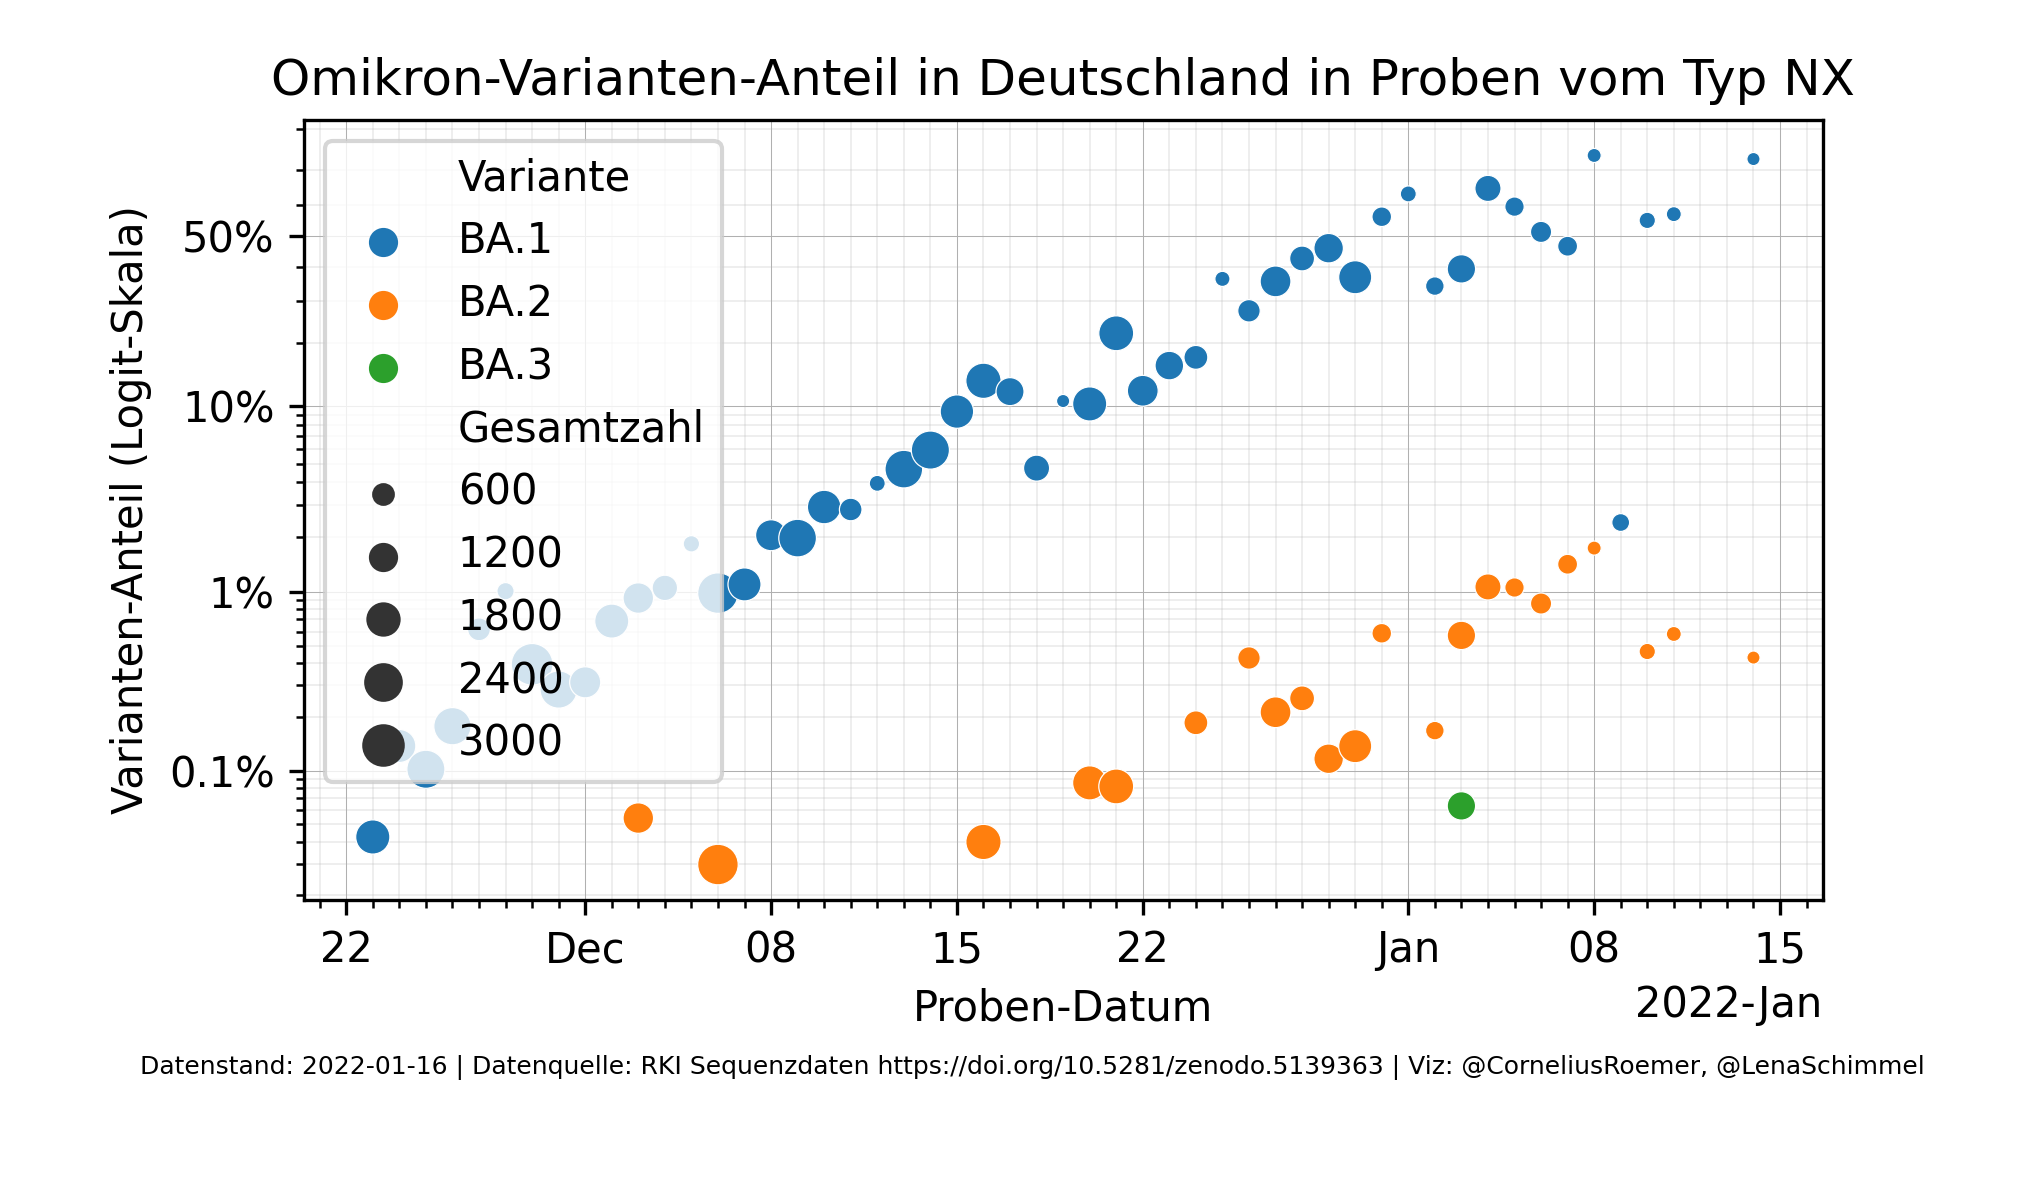 Omikron-Varianten-Anteil in Deutschland in Proben vom Typ NX
Varianten-Anteil (Logit-Skala)
50%
10%
1%
0.1%
Variante
BA.1
BA.2
BA.3
Gesamtzahl
600
1200
1800
2400
3000
22 Dec 08 15 22 Jan 08 15
Proben-Datum
2022-Jan
Datenstand: 2022-01-16 | Datenquelle: RKI Sequenzdaten https://doi.org/10.5281/zenodo.5139363 | Viz: @CorneliusRoemer, @LenaSchimmel